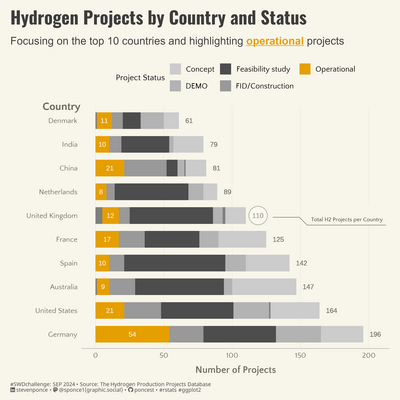 Hydrogen Projects by Country and Status
Focusing on the top 10 countries and highlighting operational projects
Project Status
Concept
Feasibility study
Operational
DEMO
FID/Construction
Country
Denmark 11 61
India 10 79
China 21 81
Netherlands 8 89
United Kingdom 12 110
Total H2 Projects per Country
France 17 125
Spain 10 142
Australia 9 147
United States 21 164
Germany 54 196
0 50 100 150 200
Number of Projects
#SWDchallenge: SEP 2024 • Source: The Hydrogen Production Projects Database
stevenponce • @sponce1(graphic.social) poncest • #rstats #ggplot2